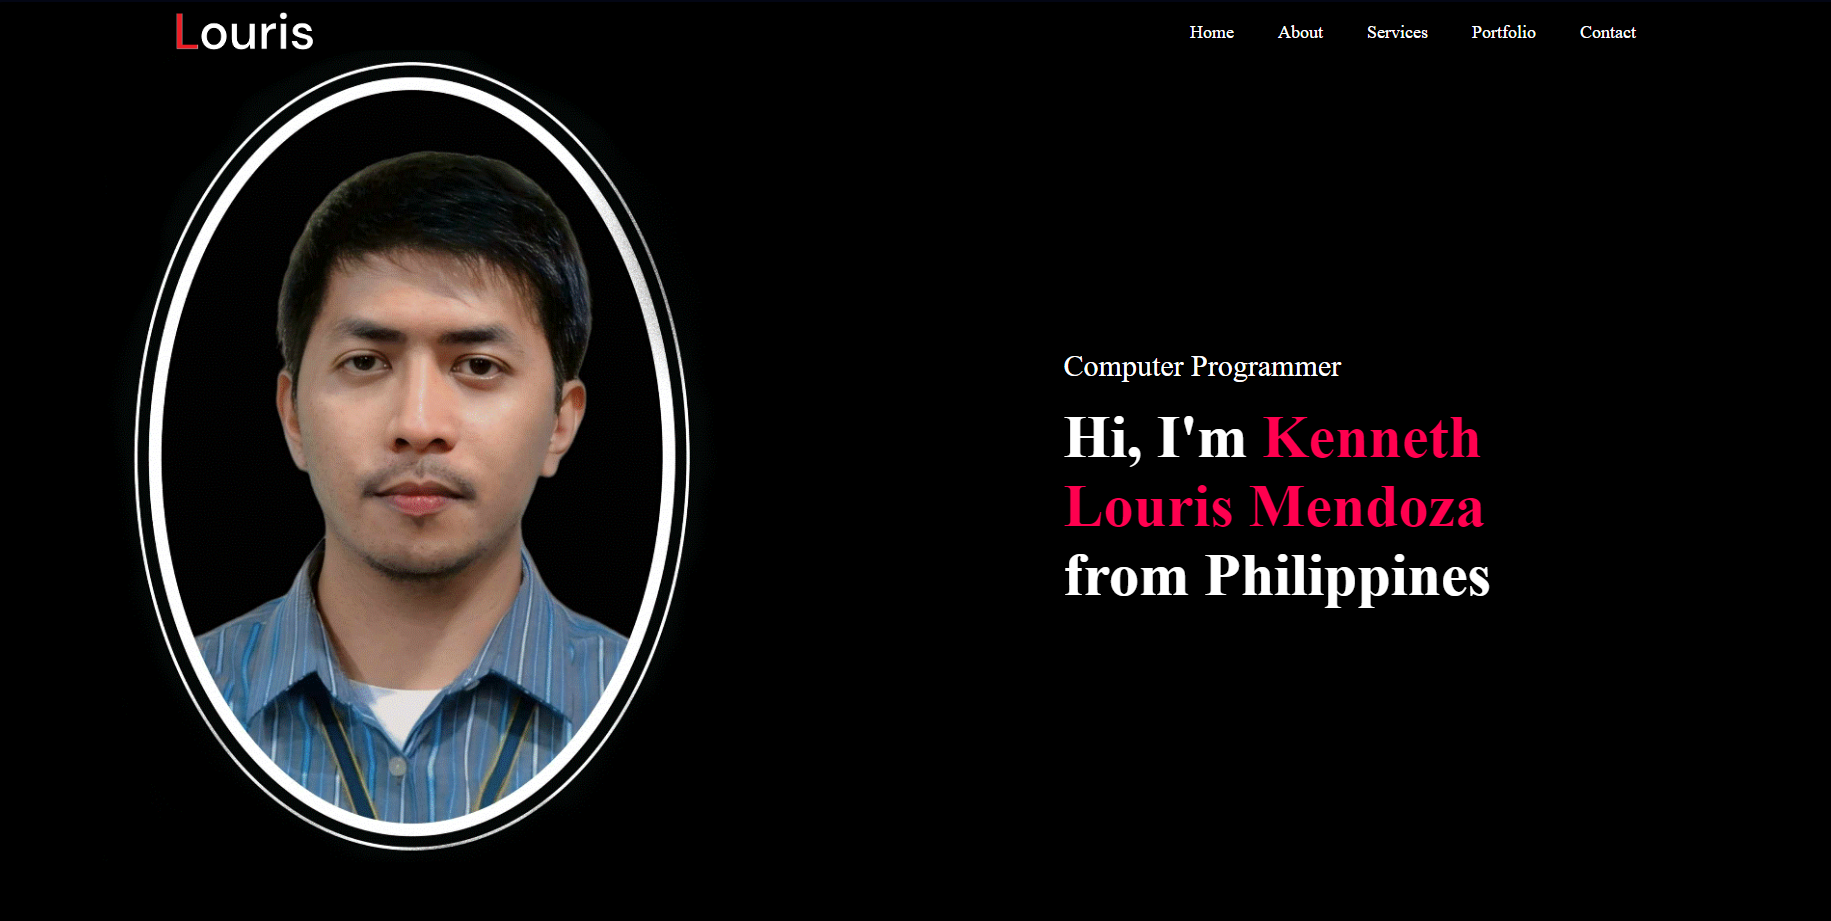 Louris
Home
About
Services
Portfolio
Contact
Computer Programmer
Hi, I'm Kenneth
Louris Mendoza
from Philippines